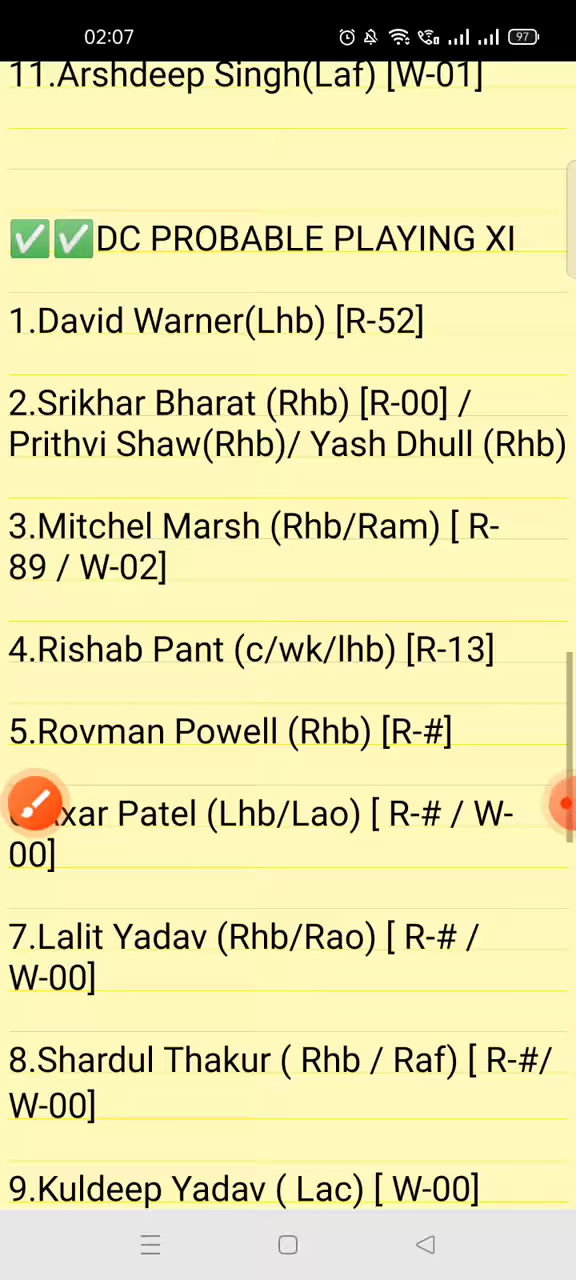 02:07
97
11.Arshdeep Singh(Laf) [W-01]
✅✅DC PROBABLE PLAYING XI
1.David Warner(Lhb) [R-52]
2.Srikhar Bharat (Rhb) [R-00] /
Prithvi Shaw(Rhb)/ Yash Dhull (Rhb)
3.Mitchel Marsh (Rhb/Ram) [ R-
89 / W-02]
4.Rishab Pant (c/wk/lhb) [R-13]
5.Rovman Powell (Rhb) [R-#]
xar Patel (Lhb/Lao) [ R-# / W-
00]
7.Lalit Yadav (Rhb/Rao) [ R-# /
W-00]
8.Shardul Thakur ( Rhb / Raf) [ R-#/
W-00]
9.Kuldeep Yadav ( Lac) [ W-00]